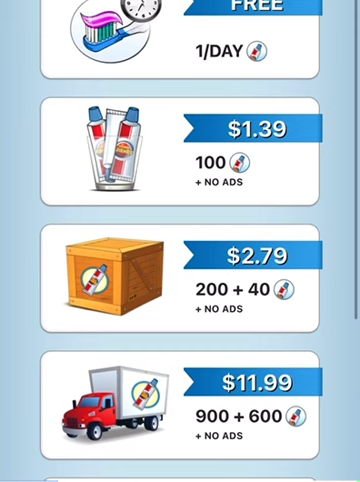 FREE
1/DAY
$1.39
100
+ NO ADS
$2.79
200 + 40
+ NO ADS
$11.99
900 + 600
+ NO ADS